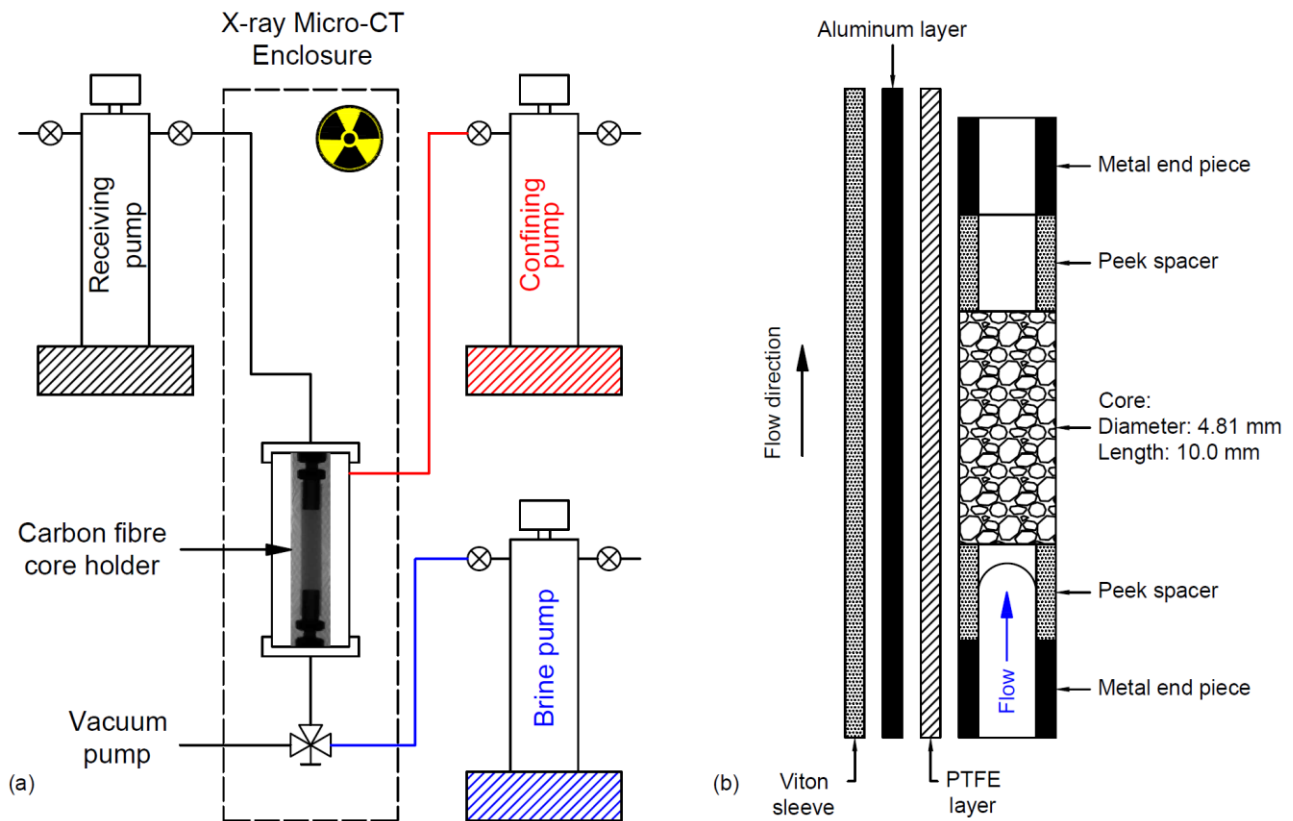 X-ray Micro-CT
Enclosure
Receiving
pump
Confining
pump
Carbon fibre
core holder
Brine pump
Vacuum
pump
(a)
Aluminum layer
Metal end piece
Peek spacer
Flow direction
Core:
Diameter: 4.81 mm
Length: 10.0 mm
Peek spacer
Flow
Metal end piece
Viton
sleeve
PTFE
layer
(b)